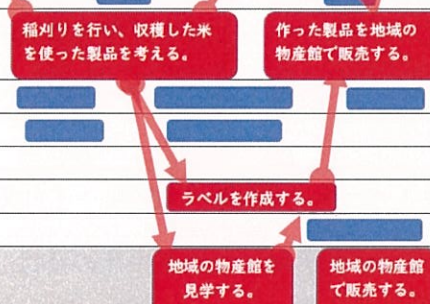 稲刈りを行い、収穫した米
を使った製品を考える。
作った製品を地域の
物産館で販売する。
ラベルを作成する。
地域の物産館を
見学する。
地域の物産館
で販売する。